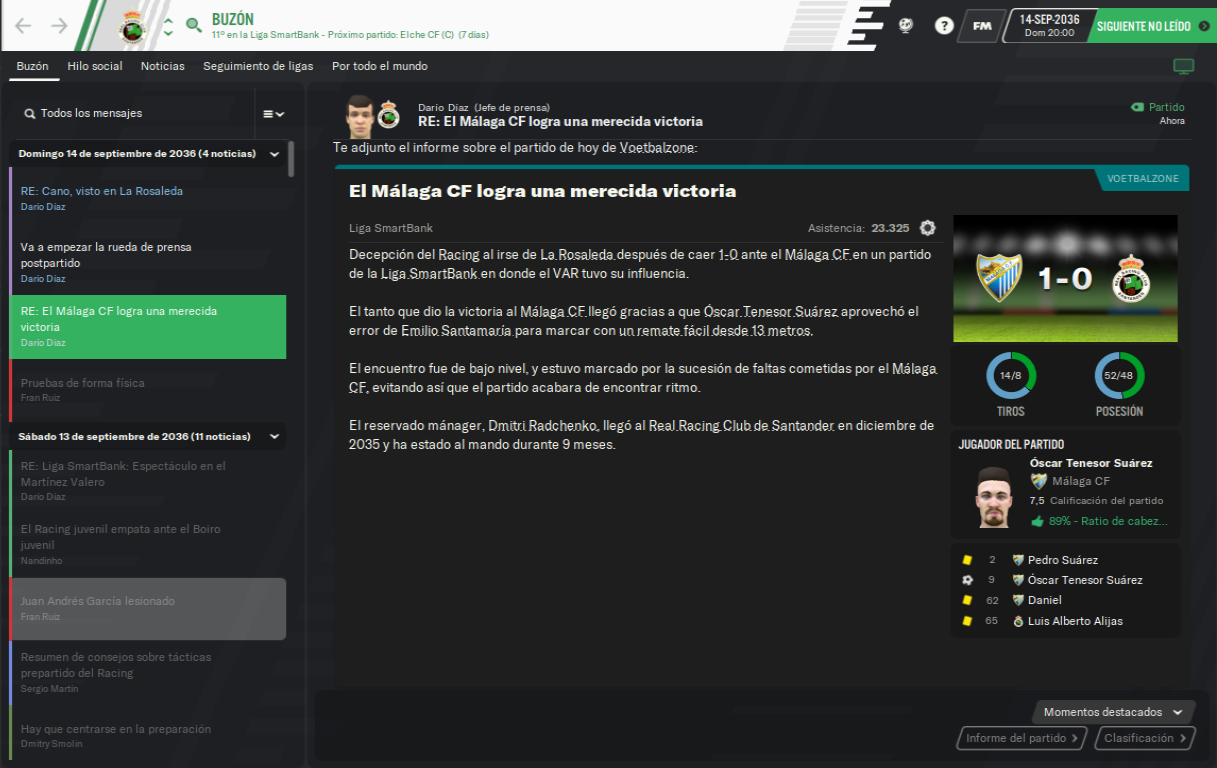 BUZÓN
11º en la Liga SmartBank - Próximo partido: Elche CF (C) (7 días)
?
FM
14-SEP-2036
Dom 20:00
SIGUIENTE NO LEÍDO
Buzón
Hilo social
Noticias
Seguimiento de ligas
Por todo el mundo
Todos los mensajes
Domingo 14 de septiembre de 2036 (4 noticias)
RE: Cano, visto en La Rosaleda
Darío Díaz
Va a empezar la rueda de prensa
postpartido
Darío Díaz
RE: El Málaga CF logra una merecida
victoria
Darío Díaz
Pruebas de forma física
Fran Ruiz
Sábado 13 de septiembre de 2036 (11 noticias)
RE: Liga SmartBank: Espectáculo en el
Martínez Valero
Darío Díaz
El Racing juvenil empata ante el Boiro
juvenil
Nandinho
Juan Andrés García lesionado
Fran Ruiz
Resumen de consejos sobre tácticas
prepartido del Racing
Sergio Martín
Hay que centrarse en la preparación
Dmitry Smolin
Darío Díaz (Jefe de prensa)
RE: El Málaga CF logra una merecida victoria
Partido
Ahora
Te adjunto el informe sobre el partido de hoy de Voetbalzone:
El Málaga CF logra una merecida victoria
VOETBALZONE
Liga SmartBank
Asistencia: 23.325
Decepción del Racing al irse de La Rosaleda después de caer 1-0 ante el Málaga CF en un partido
de la Liga SmartBank en donde el VAR tuvo su influencia.
El tanto que dio la victoria al Málaga CF llegó gracias a que Óscar Tenesor Suárez aprovechó el
error de Emilio Santamaría para marcar con un remate fácil desde 13 metros.
El encuentro fue de bajo nivel, y estuvo marcado por la sucesión de faltas cometidas por el Málaga
CF, evitando así que el partido acabara de encontrar ritmo.
El reservado mánager, Dmitri Radchenko, llegó al Real Racing Club de Santander en diciembre de
2035 y ha estado al mando durante 9 meses.
1-0
14/8
TIROS
52/48
POSESIÓN
JUGADOR DEL PARTIDO
Óscar Tenesor Suárez
Málaga CF
7,5 Calificación del partido
89% - Ratio de cabez...
2 Pedro Suárez
9 Óscar Tenesor Suárez
62 Daniel
65 Luis Alberto Alijas
Momentos destacados
Informe del partido
Clasificación